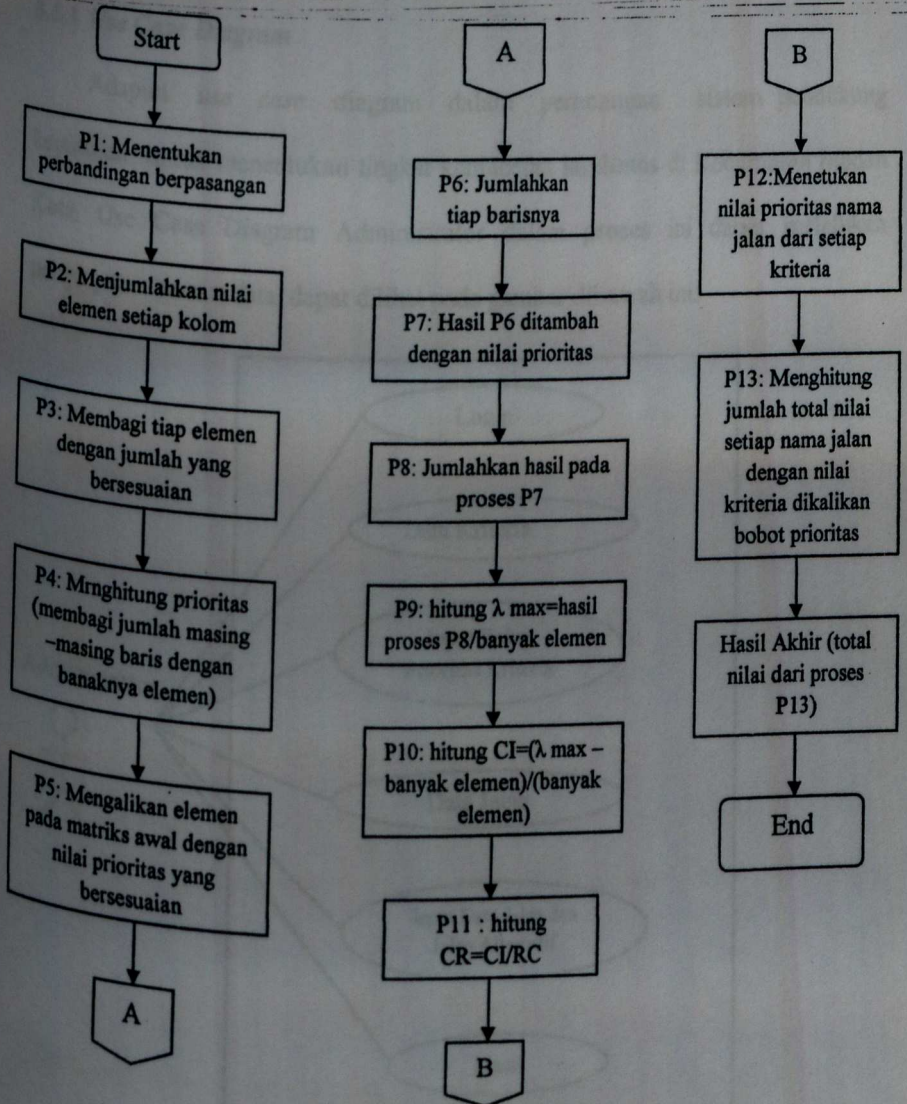 Start
P1: Menentukan
perbandingan berpasangan
P2: Menjumlahkan nilai
elemen setiap kolom
P3: Membagi tiap elemen
dengan jumlah yang
bersesuaian
P4: Mrnghitung prioritas
(membagi jumlah masing
–masing baris dengan
banaknya elemen)
P5: Mengalikan elemen
pada matriks awal dengan
nilai prioritas yang
bersesuaian
A
A
P6: Jumlahkan
tiap barisnya
P7: Hasil P6 ditambah
dengan nilai prioritas
P8: Jumlahkan hasil pada
proses P7
P9: hitung λ max=hasil
proses P8/banyak elemen
P10: hitung CI=(λ max –
banyak elemen)/(banyak
elemen)
P11 : hitung
CR=CI/RC
B
B
P12:Menetukan
nilai prioritas nama
jalan dari setiap
kriteria
P13: Menghitung
jumlah total nilai
setiap nama jalan
dengan nilai
kriteria dikalikan
bobot prioritas
Hasil Akhir (total
nilai dari proses
P13)
End